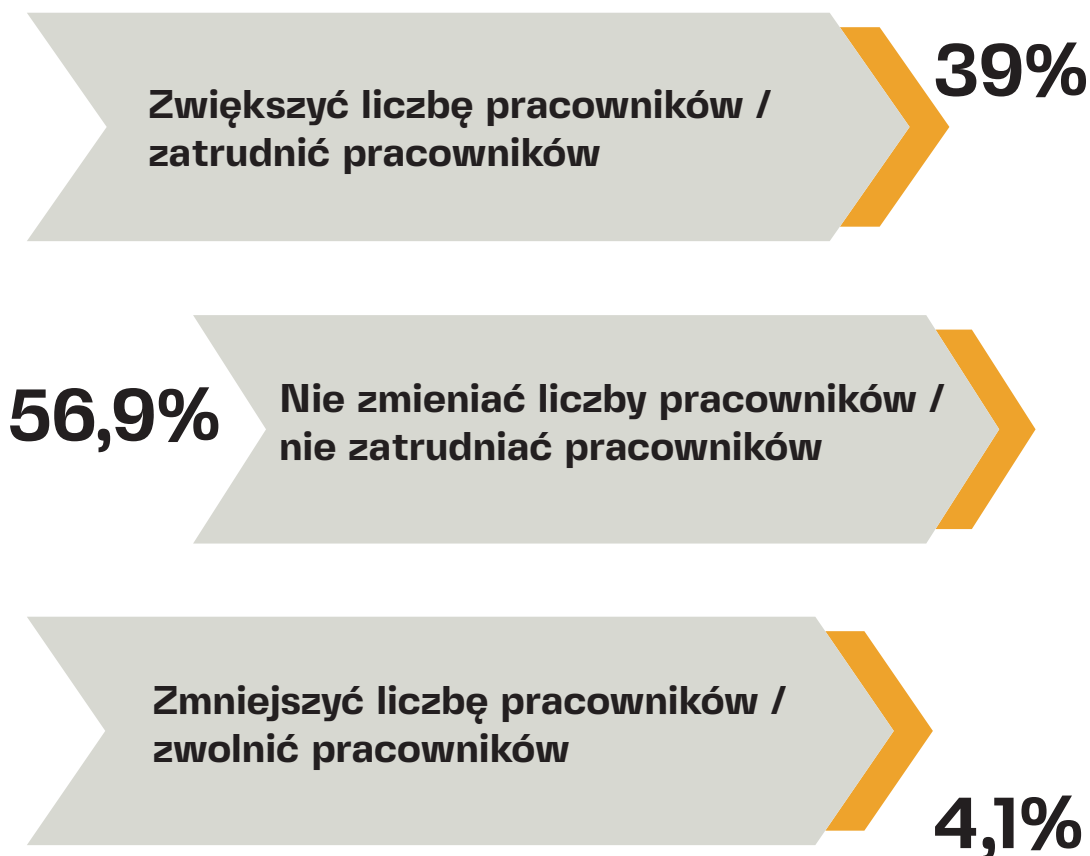 Zwiększyć liczbę pracowników /
zatrudnić pracowników
39%
56,9%
Nie zmieniać liczby pracowników /
nie zatrudniać pracowników
Zmniejszyć liczbę pracowników /
zwolnić pracowników
4,1%